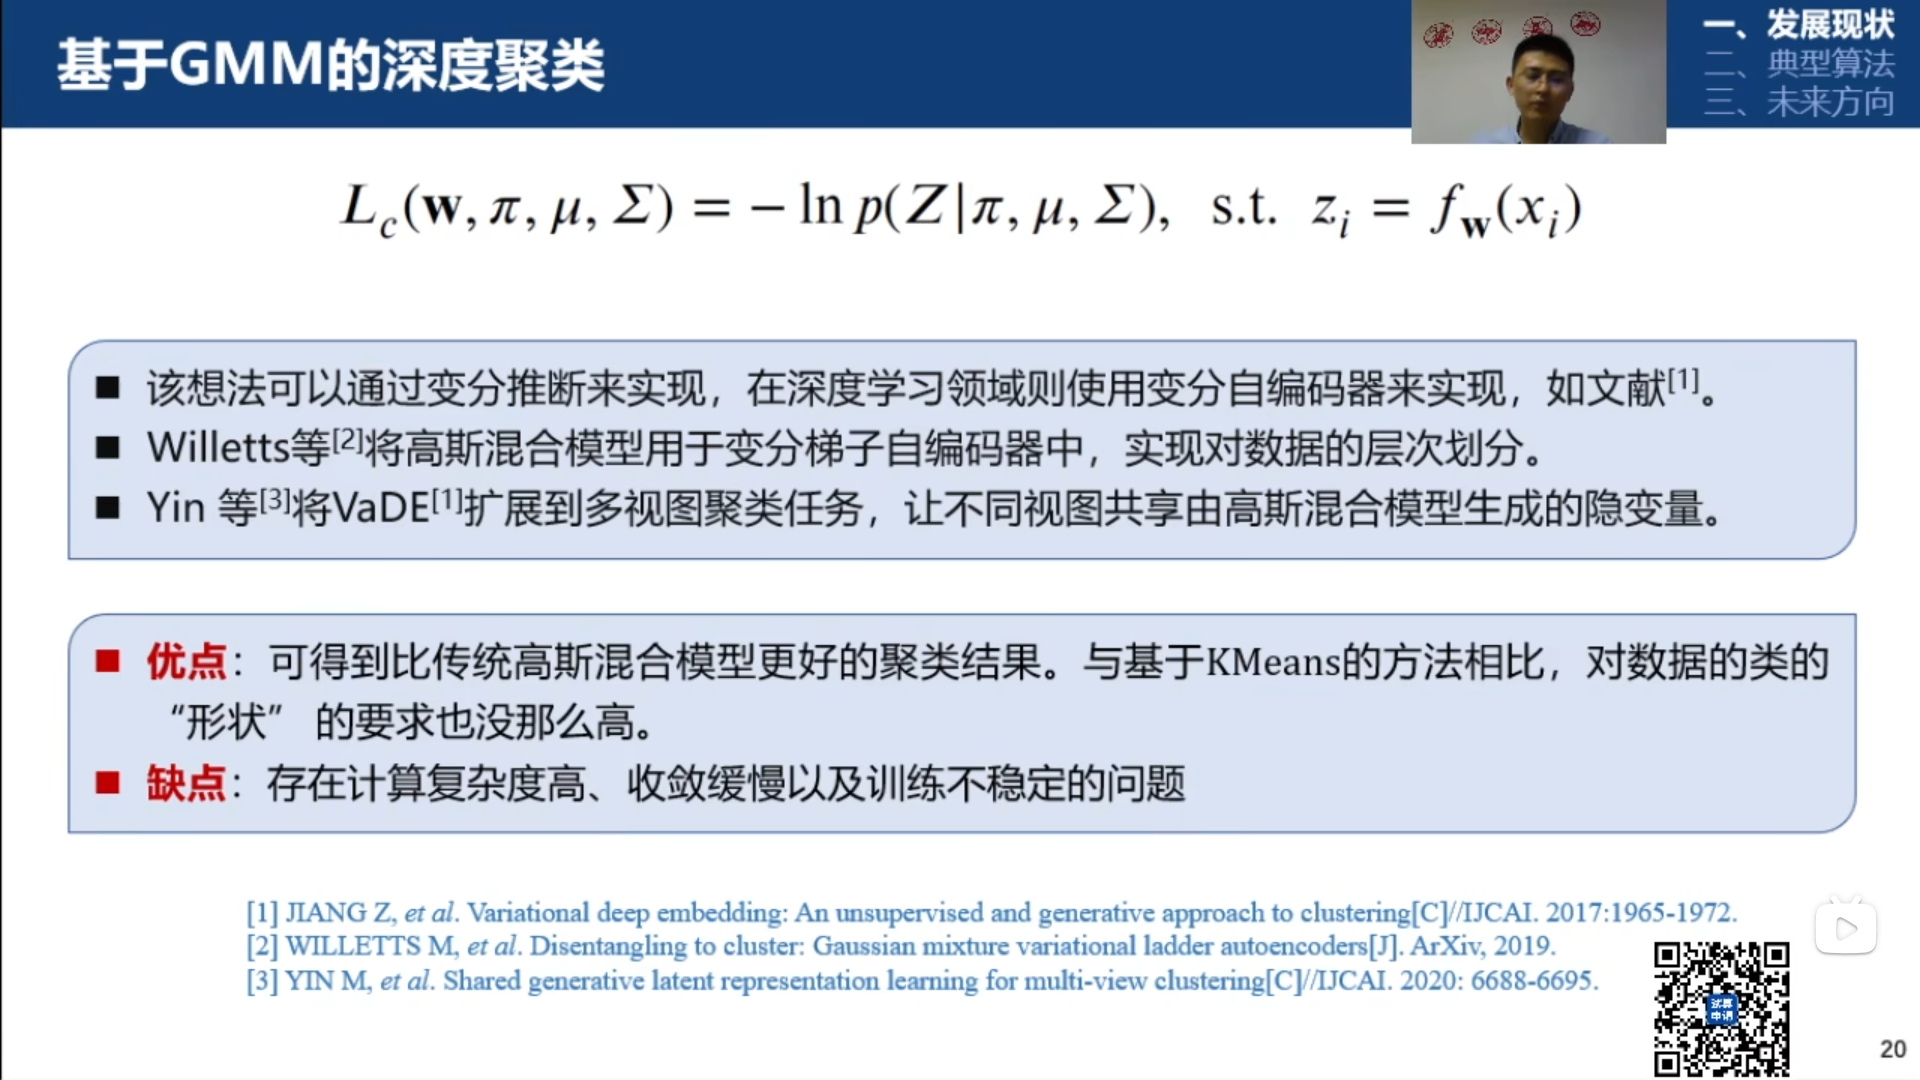 基于GMM的深度聚类
一、发展现状
二、典型算法
三、未来方向
L_c(w, π, μ, Σ) = − ln p(Z|π, μ, Σ), s.t. z_i = f_w(x_i)
■ 该想法可以通过变分推断来实现，在深度学习领域则使用变分自编码器来实现，如文献[1]。
■ Willetts等[2]将高斯混合模型用于变分梯子自编码器中，实现对数据的层次划分。
■ Yin 等[3]将VaDE[1]扩展到多视图聚类任务，让不同视图共享由高斯混合模型生成的隐变量。
■ 优点：可得到比传统高斯混合模型更好的聚类结果。与基于KMeans的方法相比，对数据的类的
“形状” 的要求也没那么高。
■ 缺点：存在计算复杂度高、收敛缓慢以及训练不稳定的问题
[1] JIANG Z, et al. Variational deep embedding: An unsupervised and generative approach to clustering[C]//IJCAI. 2017:1965-1972.
[2] WILLETTS M, et al. Disentangling to cluster: Gaussian mixture variational ladder autoencoders[J]. ArXiv, 2019.
[3] YIN M, et al. Shared generative latent representation learning for multi-view clustering[C]//IJCAI. 2020: 6688-6695.
试算
申请
20